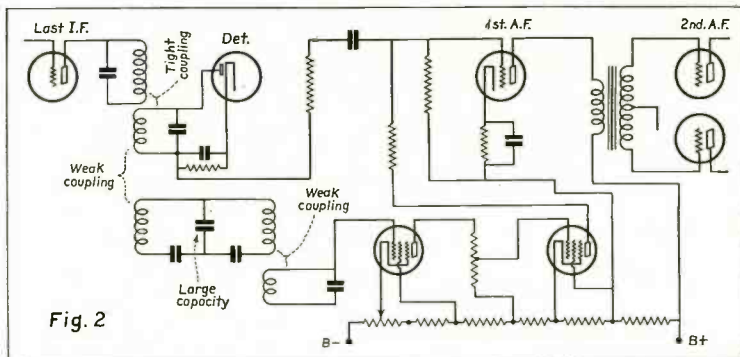 Last I.F.
Tight
coupling
Det.
1st. A.F.
2nd. A.F.
Weak
coupling
Weak
coupling
Large
capacity
Fig. 2
B-
B+